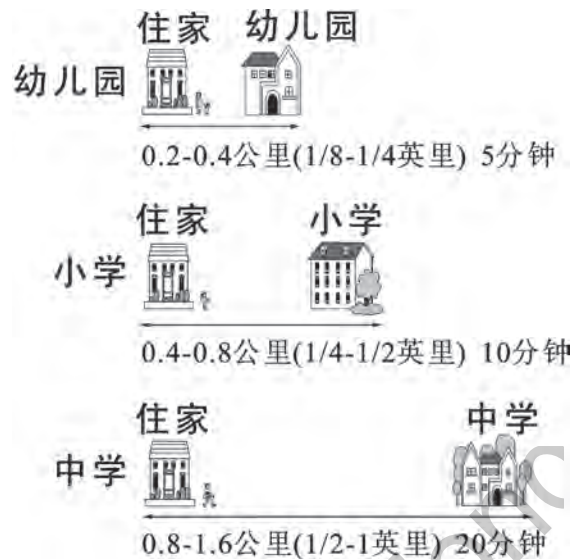 住家 幼儿园
幼儿园
0.2-0.4公里(1/8-1/4英里) 5分钟
住家 小学
小学
0.4-0.8公里(1/4-1/2英里) 10分钟
住家 中学
中学
0.8-1.6公里(1/2-1英里) 20分钟